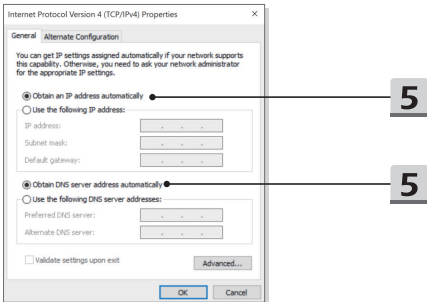 Internet Protocol Version 4 (TCP/IPv4) Properties
General
Alternate Configuration
You can get IP settings assigned automatically if your network supports
this capability. Otherwise, you need to ask your network administrator
for the appropriate IP settings.
Obtain an IP address automatically
5
Use the following IP address:
IP address:
Subnet mask:
Default gateway:
Obtain DNS server address automatically
5
Use the following DNS server addresses:
Preferred DNS server:
Alternate DNS server:
Validate settings upon exit
Advanced...
OK
Cancel